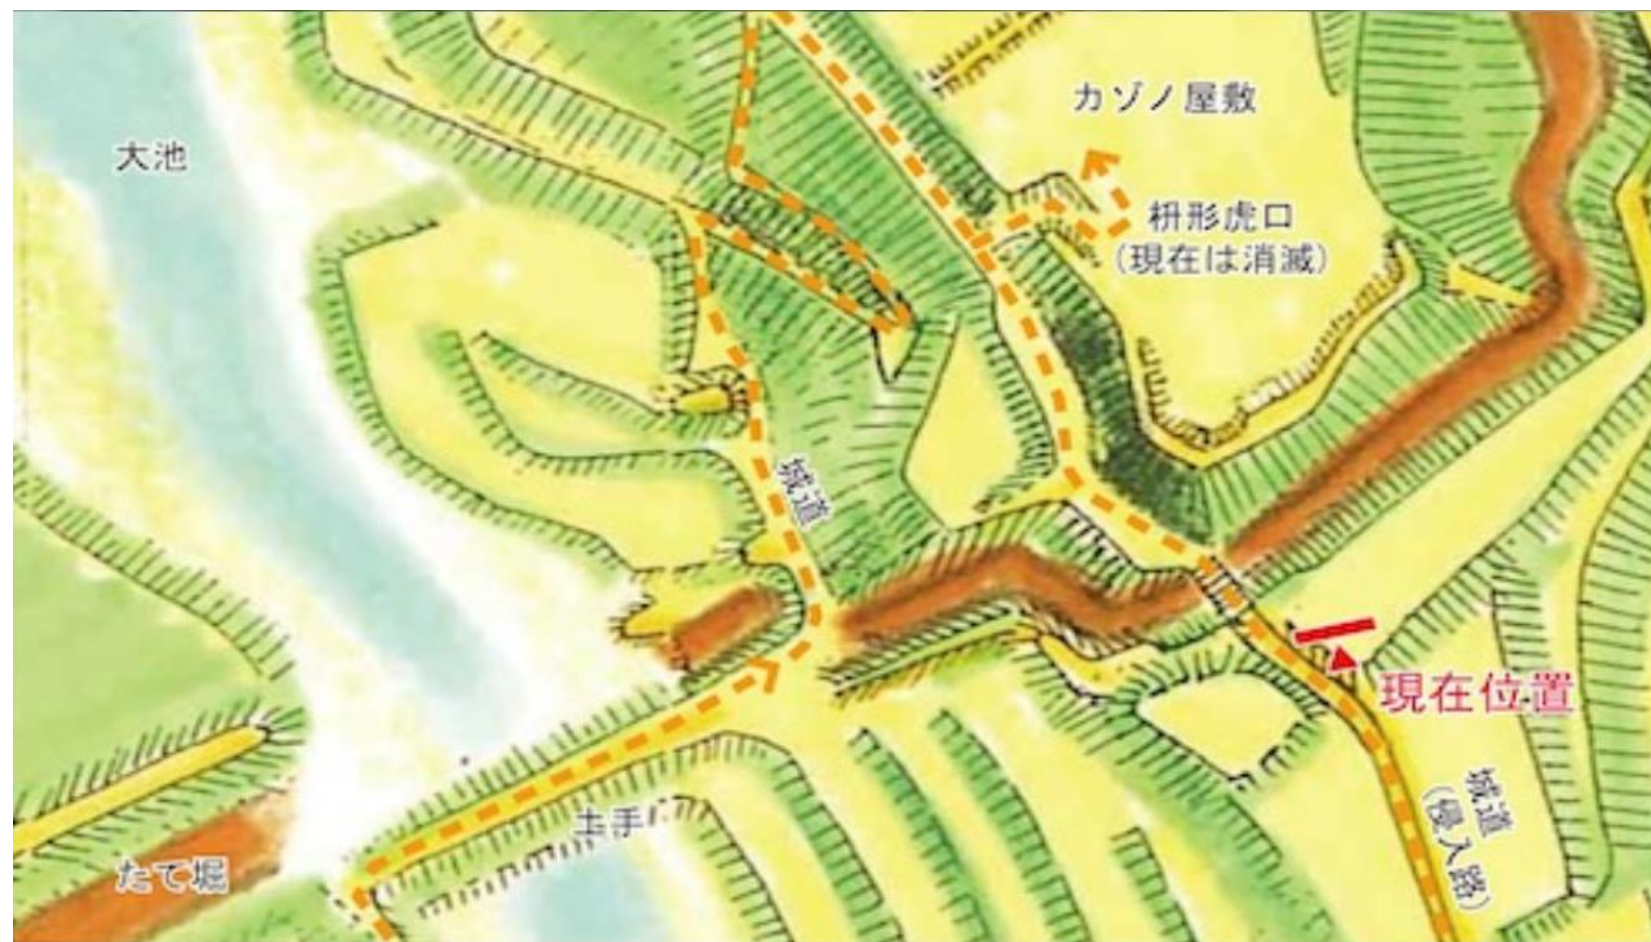 カゾノ屋敷
大池
枡形虎口
(現在は消滅)
城道
現在位置
城道
(侵入路)
土手
たて堀